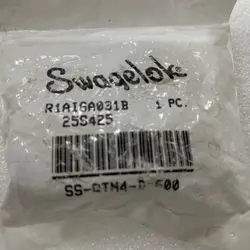 Swagelok
R1AIGA031B 1 PC.
25S425
SS-QTM4-D-600